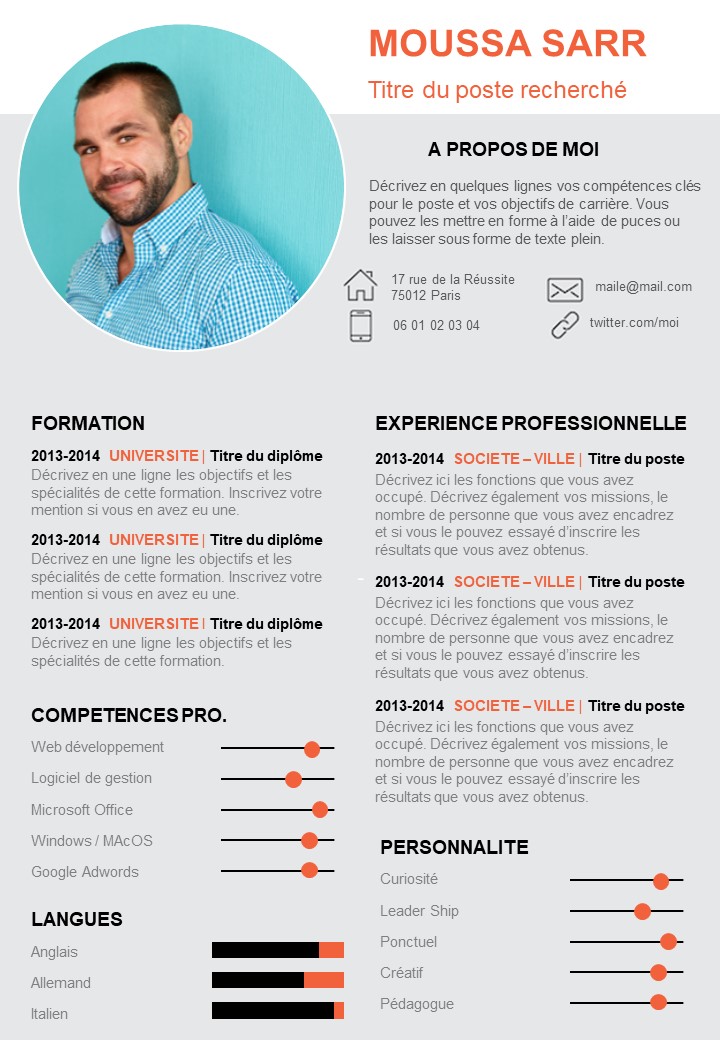 MOUSSA SARR
Titre du poste recherché
A PROPOS DE MOI
Décrivez en quelques lignes vos compétences clés
pour le poste et vos objectifs de carrière. Vous
pouvez les mettre en forme à l’aide de puces ou
les laisser sous forme de texte plein.
17 rue de la Réussite
75012 Paris
maile@mail.com
06 01 02 03 04
twitter.com/moi
FORMATION
2013-2014 UNIVERSITE | Titre du diplôme
Décrivez en une ligne les objectifs et les
spécialités de cette formation. Inscrivez votre
mention si vous en avez eu une.
2013-2014 UNIVERSITE | Titre du diplôme
Décrivez en une ligne les objectifs et les
spécialités de cette formation. Inscrivez votre
mention si vous en avez eu une.
2013-2014 UNIVERSITE | Titre du diplôme
Décrivez en une ligne les objectifs et les
spécialités de cette formation.
COMPETENCES PRO.
Web développement
Logiciel de gestion
Microsoft Office
Windows / MAcOS
Google Adwords
LANGUES
Anglais
Allemand
Italien
EXPERIENCE PROFESSIONNELLE
2013-2014 SOCIETE – VILLE | Titre du poste
Décrivez ici les fonctions que vous avez
occupé. Décrivez également vos missions, le
nombre de personne que vous avez encadrez
et si vous le pouvez essayé d’inscrire les
résultats que vous avez obtenus.
2013-2014 SOCIETE – VILLE | Titre du poste
Décrivez ici les fonctions que vous avez
occupé. Décrivez également vos missions, le
nombre de personne que vous avez encadrez
et si vous le pouvez essayé d’inscrire les
résultats que vous avez obtenus.
2013-2014 SOCIETE – VILLE | Titre du poste
Décrivez ici les fonctions que vous avez
occupé. Décrivez également vos missions, le
nombre de personne que vous avez encadrez
et si vous le pouvez essayé d’inscrire les
résultats que vous avez obtenus.
PERSONNALITE
Curiosité
Leader Ship
Ponctuel
Créatif
Pédagogue